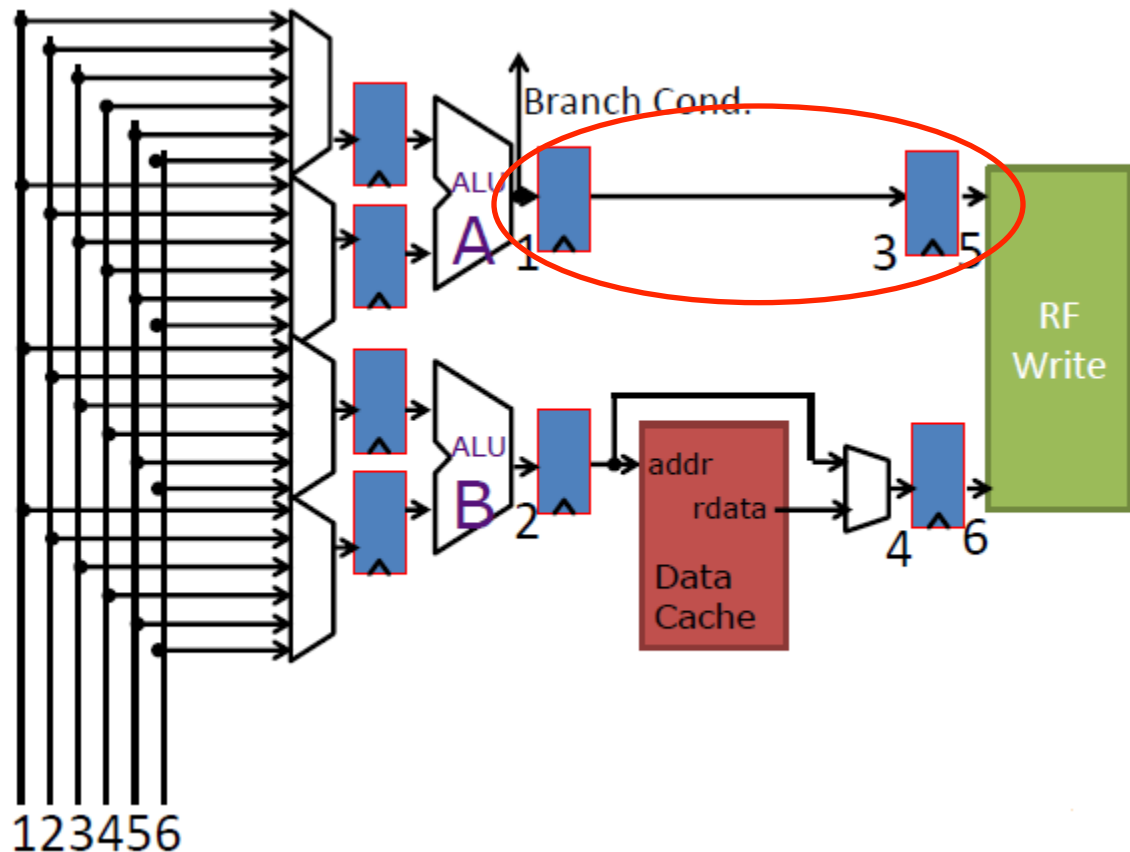 Branch Cond.
ALU
A
1
3
5
RF
Write
ALU
B
2
addr
rdata
Data
Cache
4
6
123456